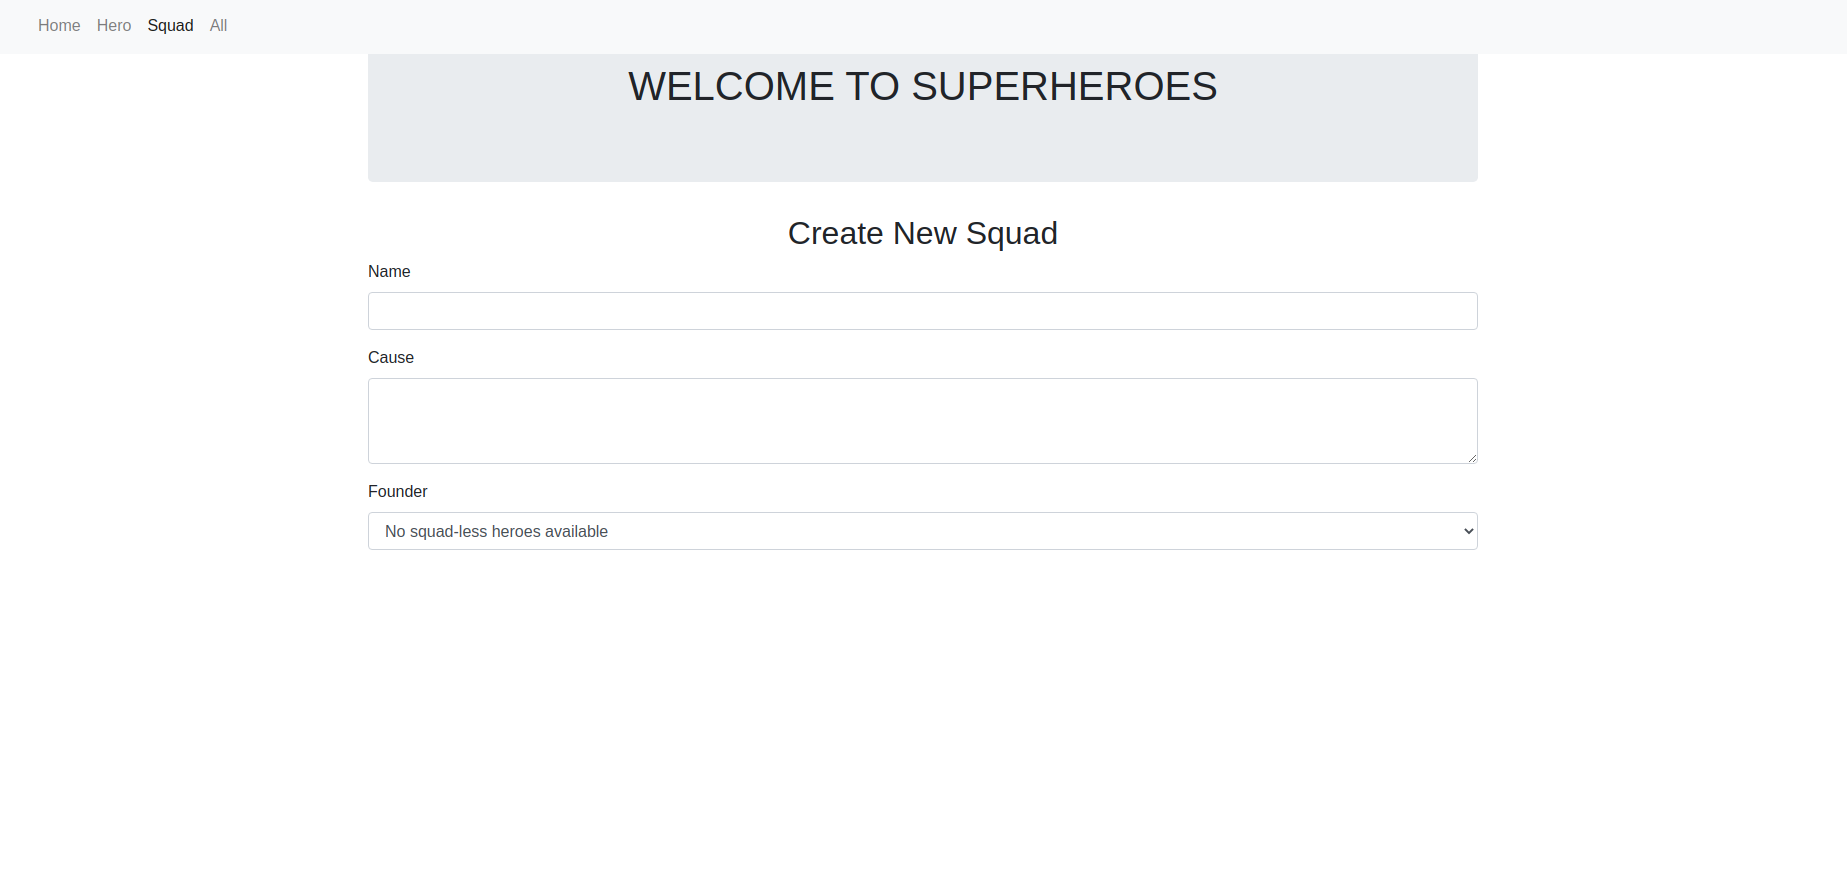 Home Hero Squad All
WELCOME TO SUPERHEROES
Create New Squad
Name
Cause
Founder
No squad-less heroes available